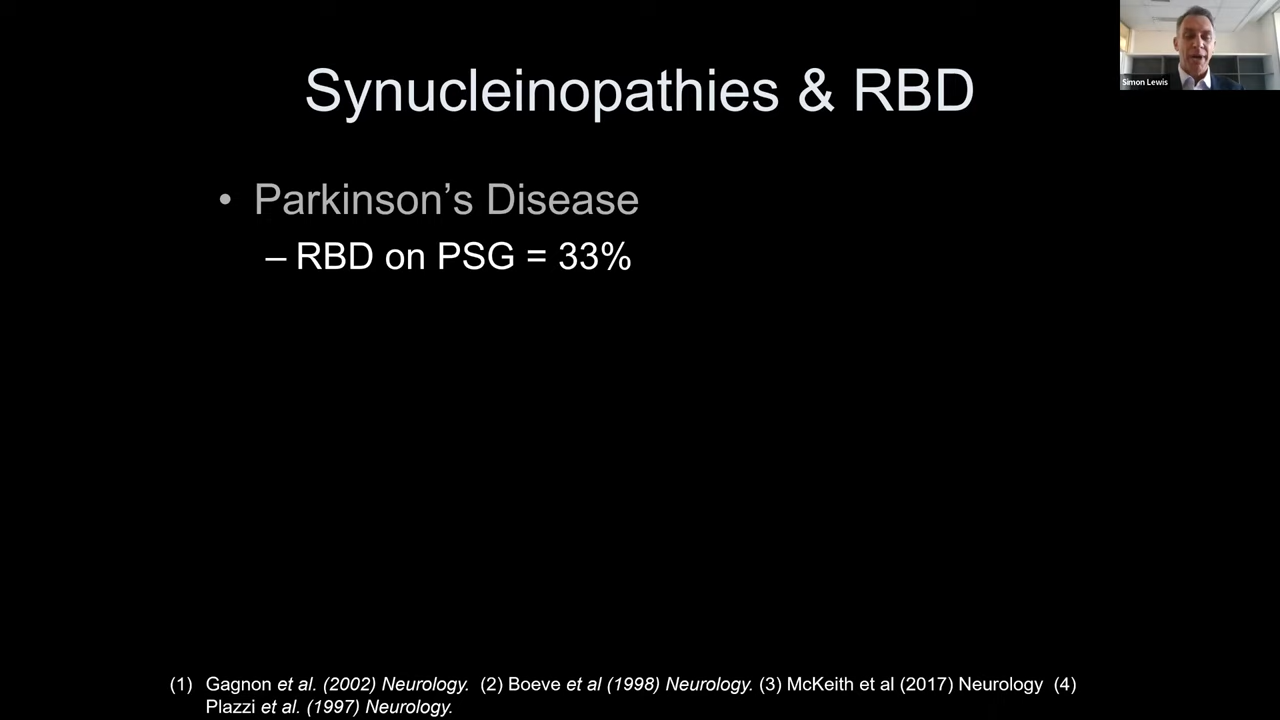 Simon Lewis
Synucleinopathies & RBD
• Parkinson’s Disease
– RBD on PSG = 33%
(1) Gagnon et al. (2002) Neurology. (2) Boeve et al (1998) Neurology. (3) McKeith et al (2017) Neurology (4)
Plazzi et al. (1997) Neurology.